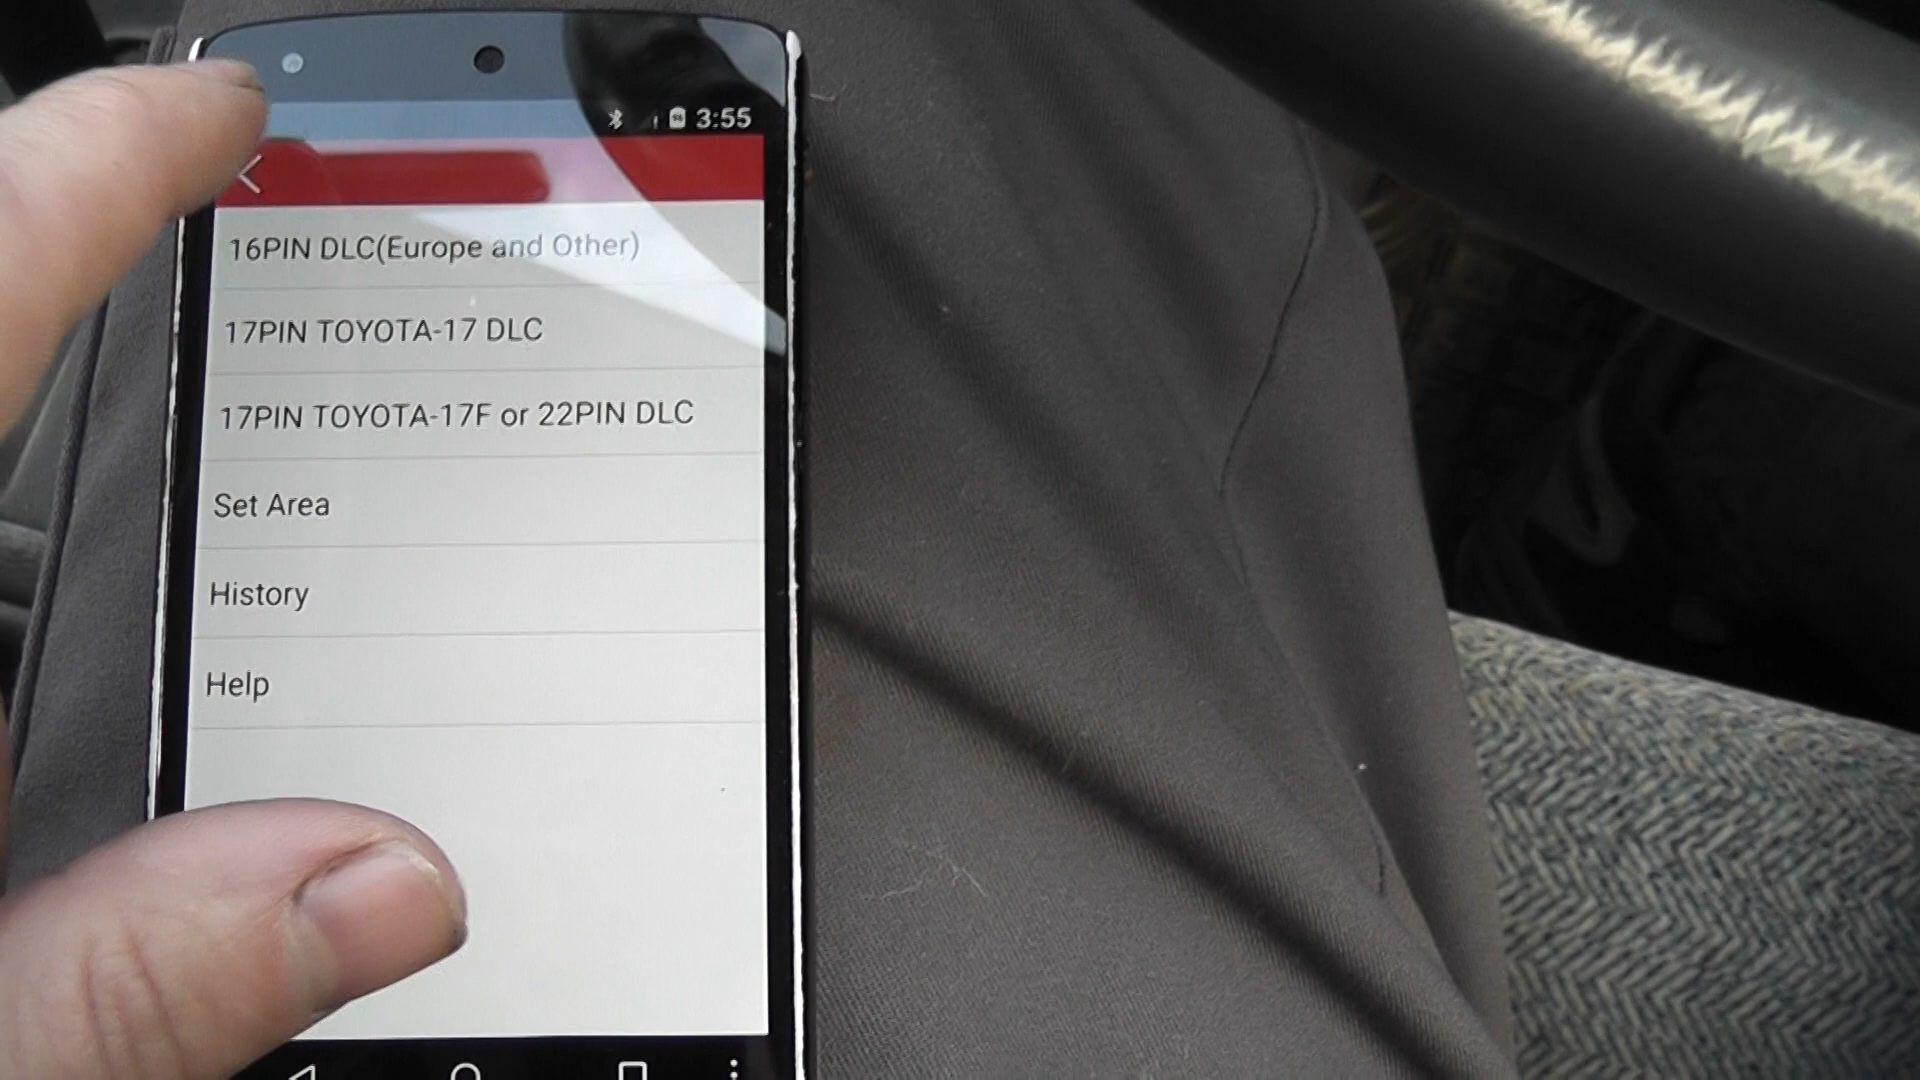 3:55
16PIN DLC(Europe and Other)
17PIN TOYOTA-17 DLC
17PIN TOYOTA-17F or 22PIN DLC
Set Area
History
Help